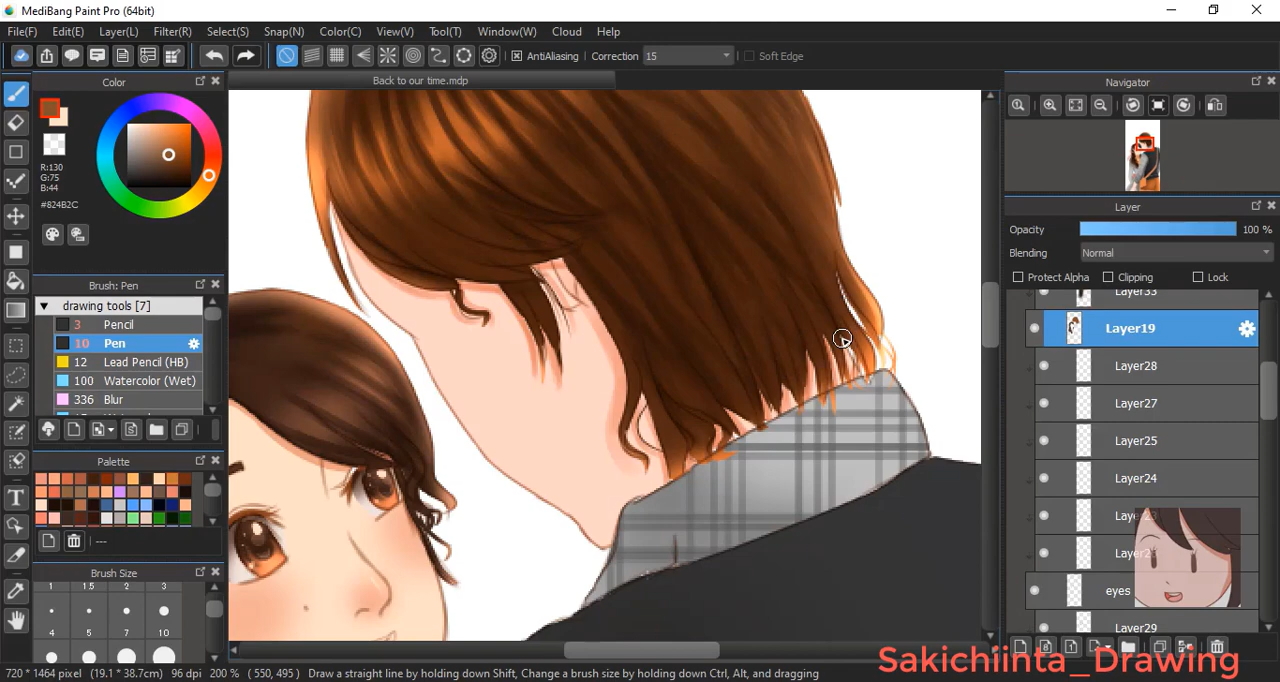 MediBang Paint Pro (64bit)
File(F) Edit(E) Layer(L) Filter(R) Select(S) Snap(N) Color(C) View(V) Tool(T) Window(W) Cloud Help
AntiAliasing Correction 15 Soft Edge
Color
R:130
G:75
B:44
#824B2C
Brush: Pen
drawing tools [7]
3 Pencil
10 Pen
12 Lead Pencil (HB)
100 Watercolor (Wet)
336 Blur
Palette
---
Brush Size
1 1.5 2 3
4 5 7 10
Back to our time.mdp
Navigator
Layer
Opacity 100 %
Blending Normal
Protect Alpha Clipping Lock
Layer33
Layer19
Layer28
Layer27
Layer25
Layer24
eyes
Layer29
720 * 1464 pixel (19.1 * 38.7cm) 96 dpi 200 % ( 550, 495 ) Draw a straight line by holding down Shift, Change a brush size by holding down Ctrl, Alt, and dragging
Sakichiinta_Drawing